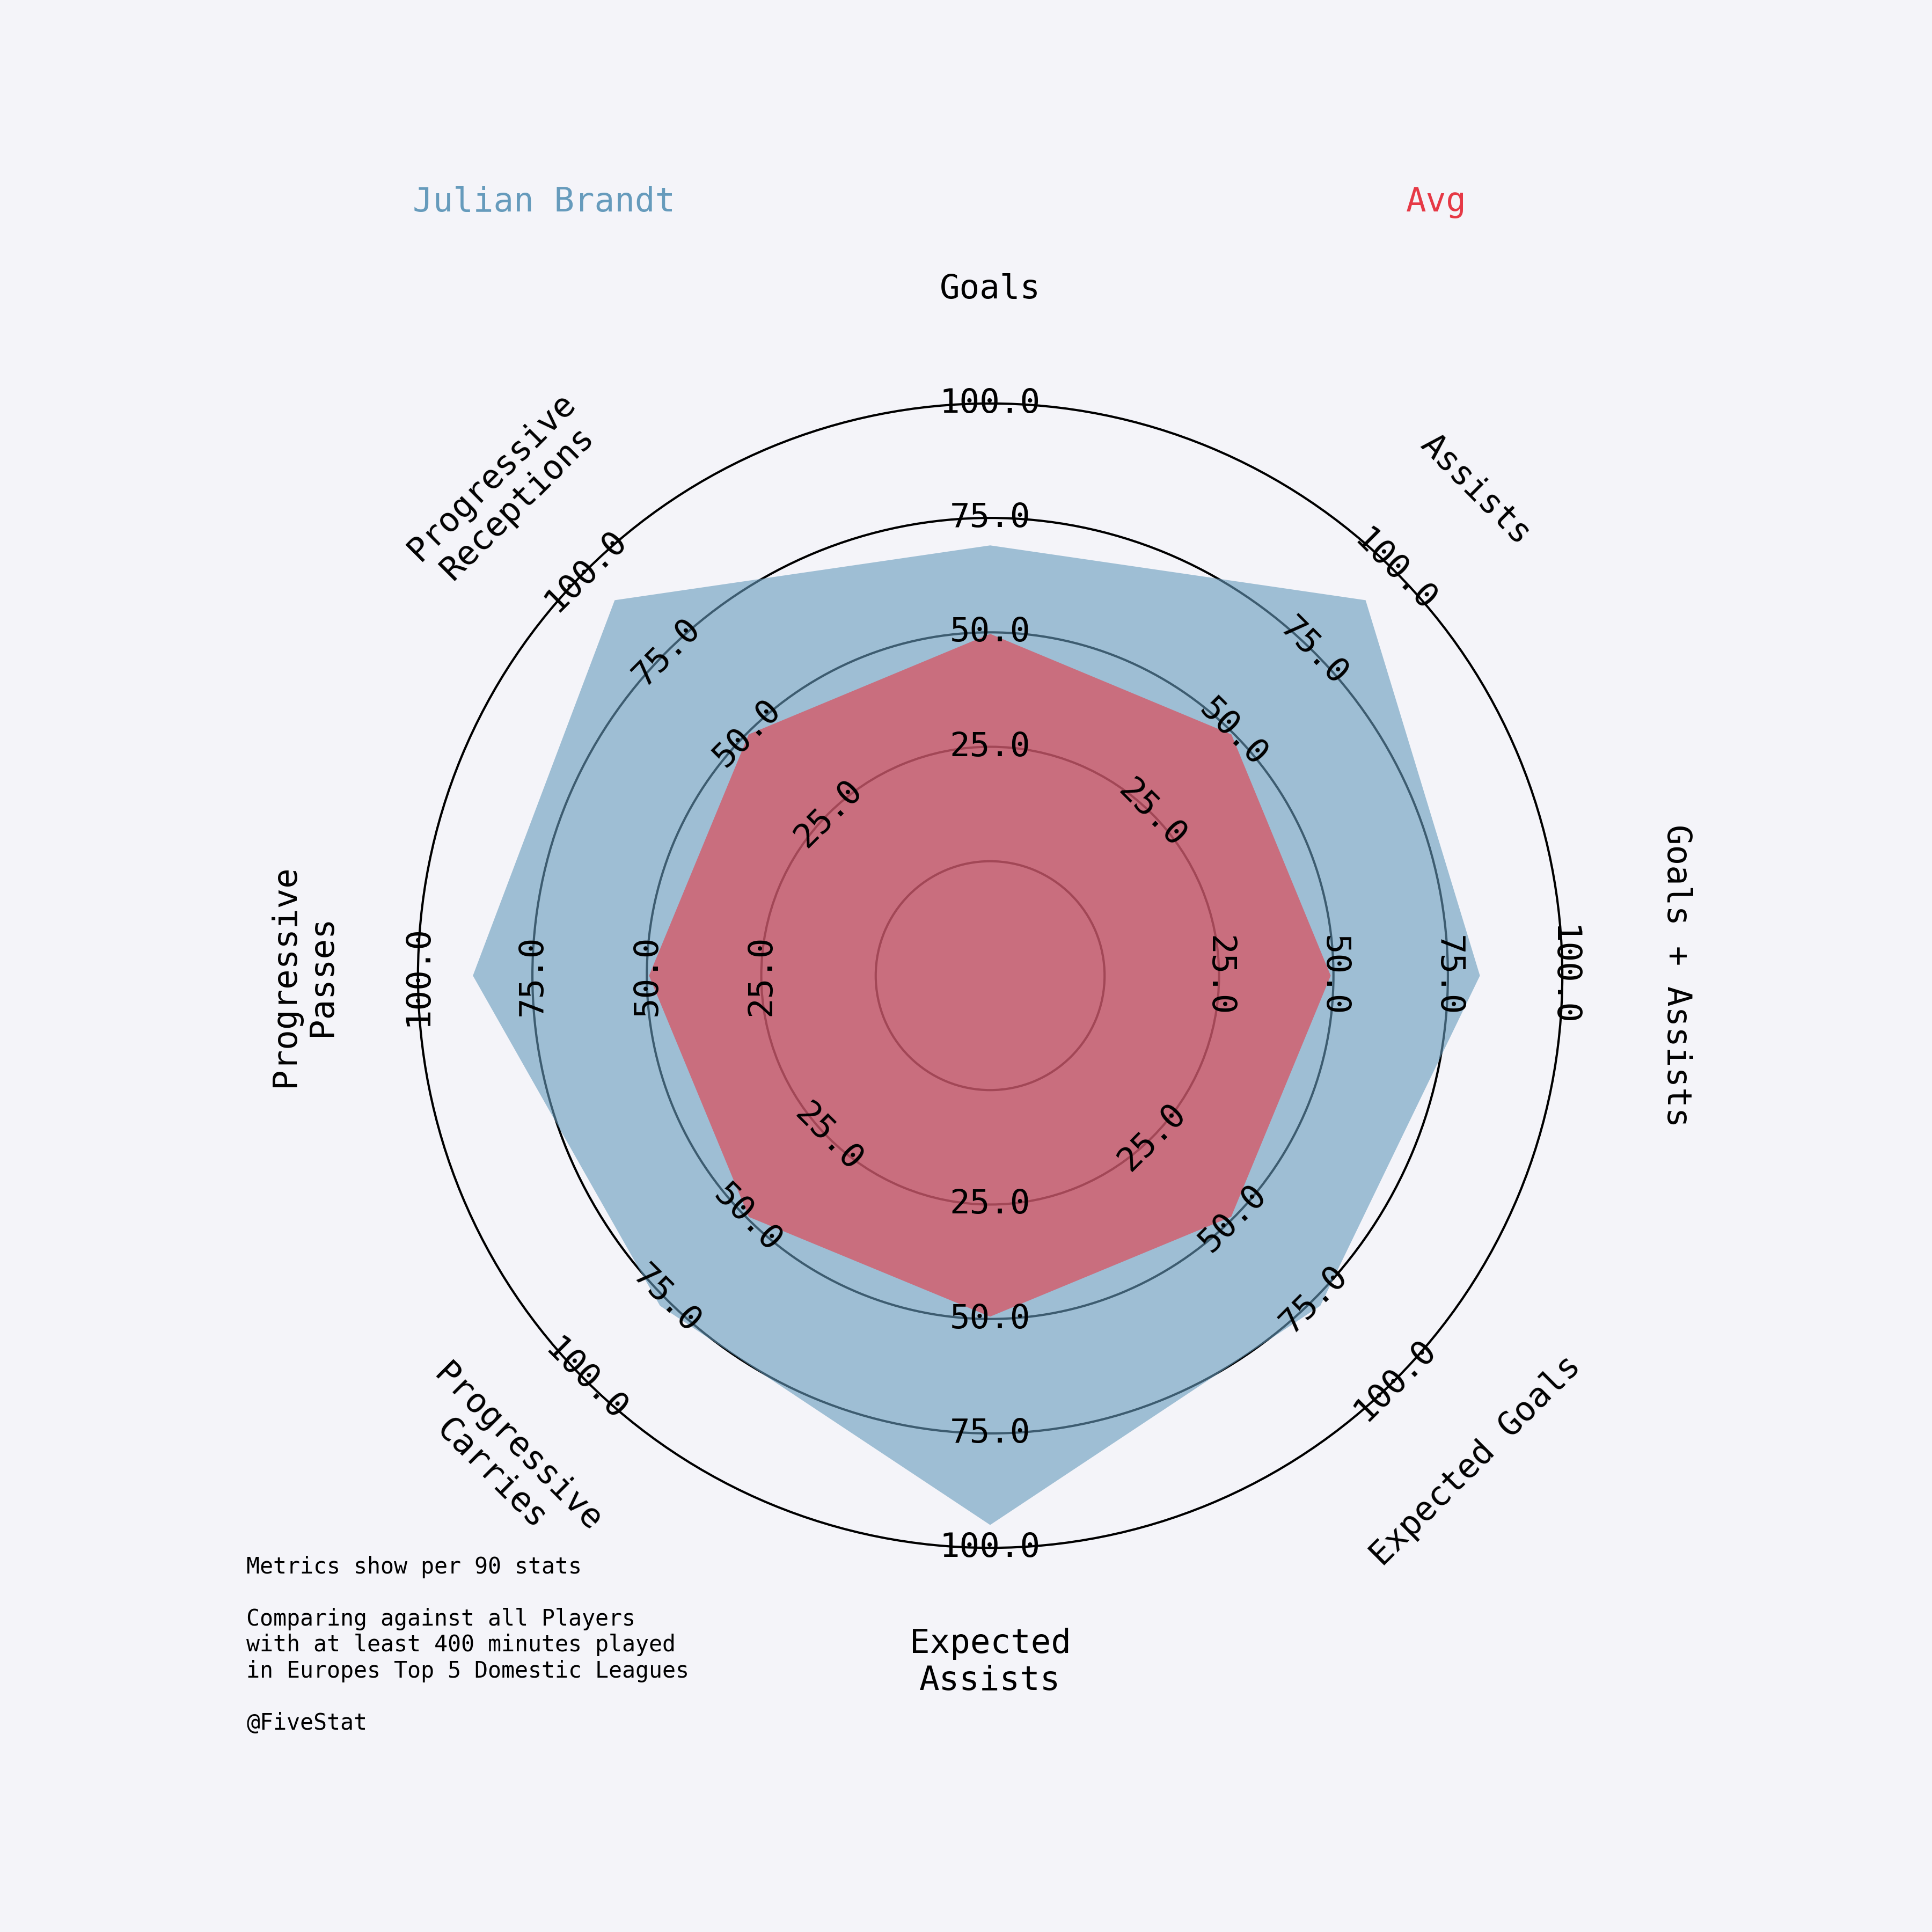 Julian Brandt
Avg
Goals
Assists
Goals + Assists
Expected Goals
Expected
Assists
Progressive
Carries
Progressive
Passes
Progressive
Receptions
25.0
50.0
75.0
100.0
25.0
50.0
75.0
100.0
25.0
50.0
75.0
100.0
25.0
50.0
75.0
100.0
25.0
50.0
75.0
100.0
25.0
50.0
75.0
100.0
25.0
50.0
75.0
100.0
25.0
50.0
75.0
100.0
Metrics show per 90 stats
Comparing against all Players
with at least 400 minutes played
in Europes Top 5 Domestic Leagues
@FiveStat